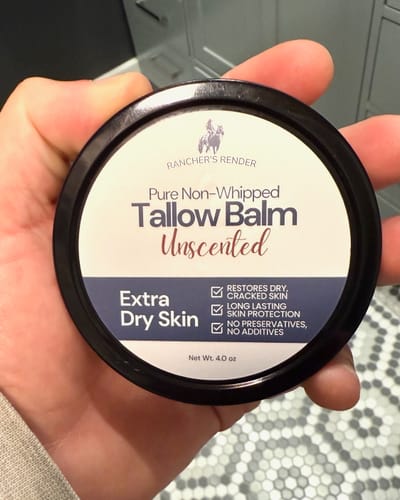 RANCHER'S RENDER
Pure Non-Whipped
Tallow Balm
Unscented
Extra
Dry Skin
RESTORES DRY,
CRACKED SKIN
LONG LASTING
SKIN PROTECTION
NO PRESERVATIVES,
NO ADDITIVES
Net Wt. 4.0 oz